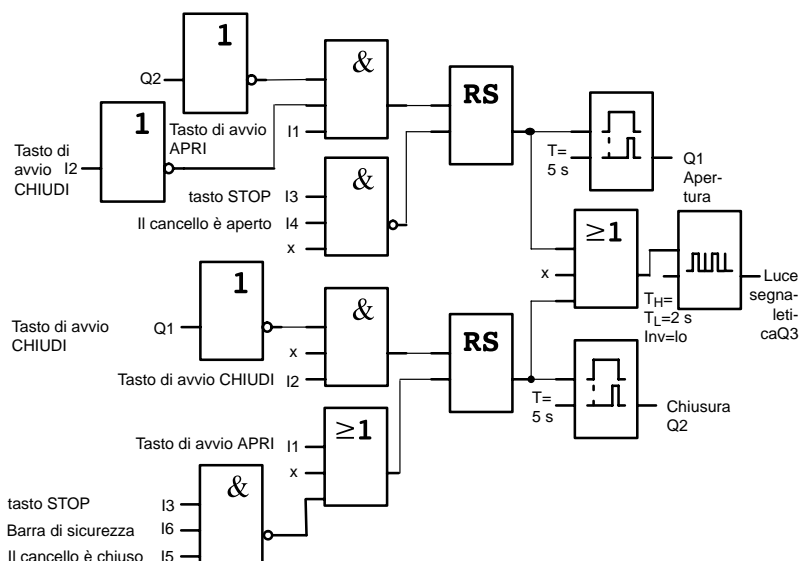 1
&
Q2
RS
1
Tasto di avvio
APRI
I1
Tasto di
avvio
CHIUDI
I2
T=
5 s
Q1
Aper-
tura
&
tasto STOP
I3
Il cancello è aperto
I4
x
≥1
x
1
&
Luce
segna-
leti-
caQ3
TH=
TL=2 s
Inv=lo
Tasto di avvio
CHIUDI
Q1
RS
x
Tasto di avvio CHIUDI
I2
T=
5 s
Chiusura
Q2
≥1
Tasto di avvio APRI
I1
x
&
tasto STOP
I3
Barra di sicurezza
I6
Il cancello è chiuso
I5